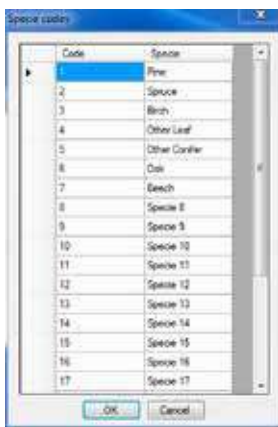 Specie codes
Code Specie
1 Pine
2 Spruce
3 Birch
4 Other Leaf
5 Other Conifer
6 Oak
7 Beech
8 Specie 8
9 Specie 9
10 Specie 10
11 Specie 11
12 Specie 12
13 Specie 13
14 Specie 14
15 Specie 15
16 Specie 16
17 Specie 17
OK Cancel